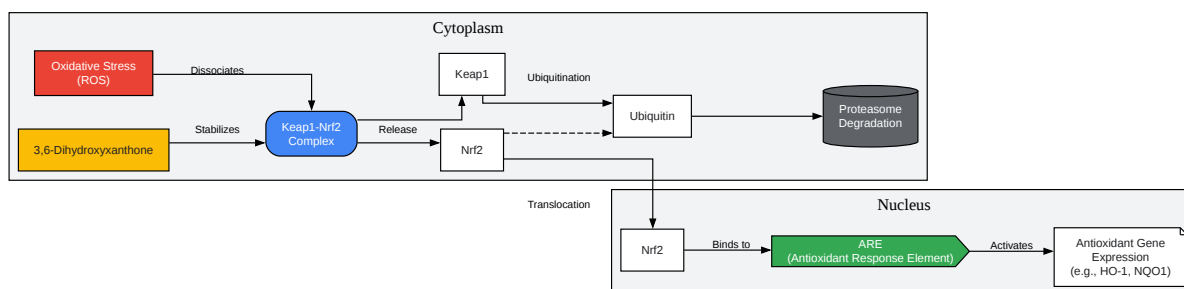 Cytoplasm
Oxidative Stress
(ROS)
Dissociates
Keap1
Ubiquitination
Ubiquitin
Proteasome
Degradation
3,6-Dihydroxyxanthone
Stabilizes
Keap1-Nrf2
Complex
Release
Nrf2
Translocation
Nucleus
Nrf2
Binds to
ARE
(Antioxidant Response Element)
Activates
Antioxidant Gene
Expression
(e.g., HO-1, NQO1)